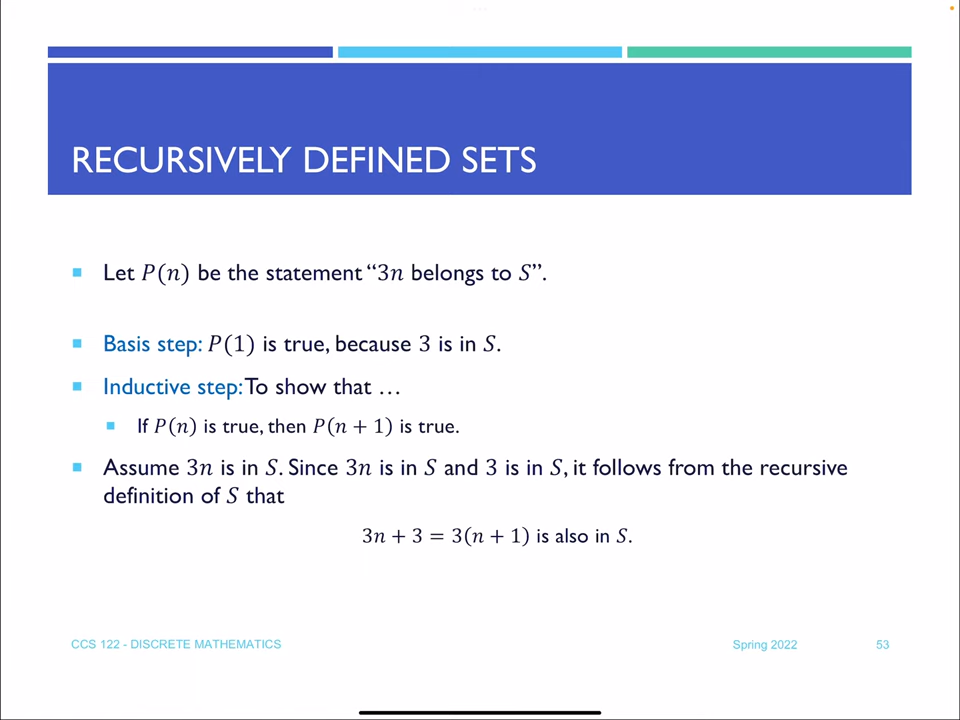 RECURSIVELY DEFINED SETS
Let P(n) be the statement “3n belongs to S”.
Basis step: P(1) is true, because 3 is in S.
Inductive step: To show that …
If P(n) is true, then P(n + 1) is true.
Assume 3n is in S. Since 3n is in S and 3 is in S, it follows from the recursive
definition of S that
3n + 3 = 3(n + 1) is also in S.
CCS 122 - DISCRETE MATHEMATICS Spring 2022 53